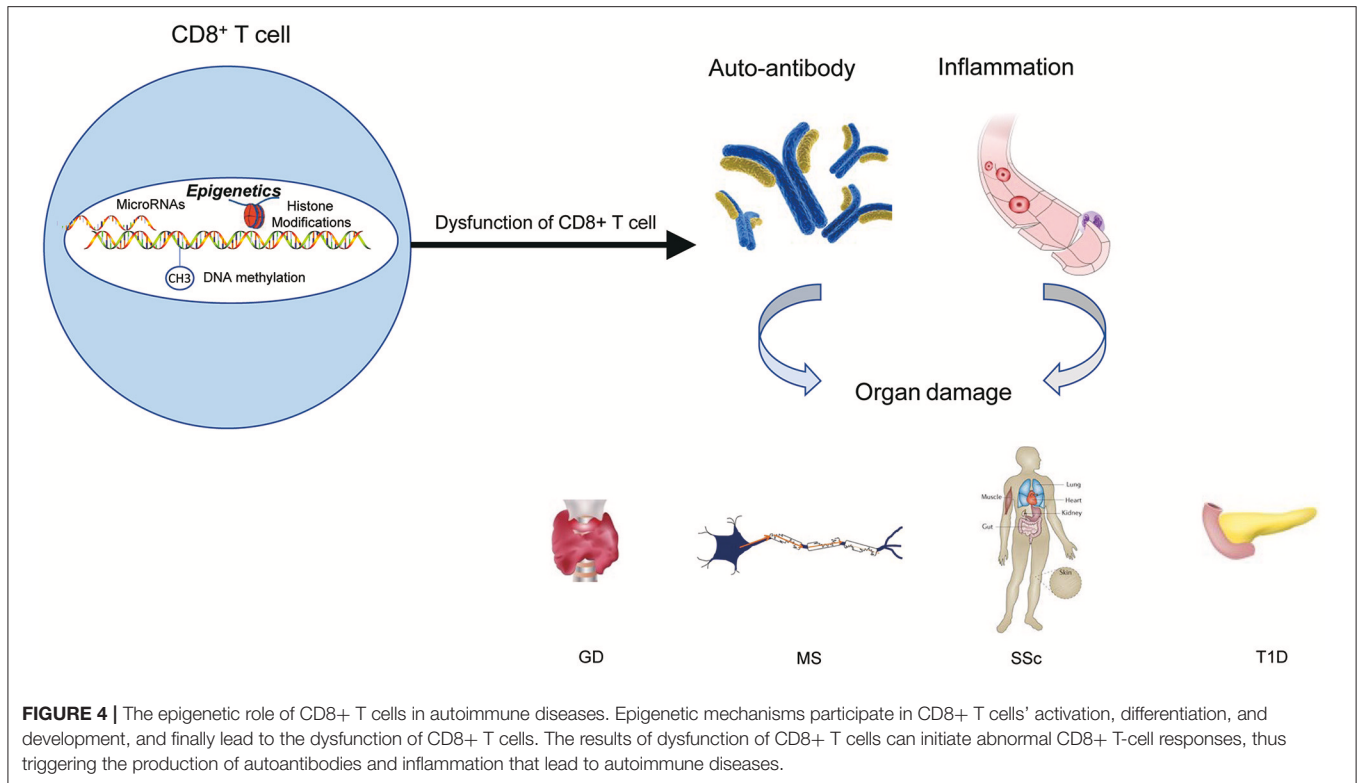 CD8+ T cell
Auto-antibody
Inflammation
Epigenetics
MicroRNAs
Histone
Modifications
CH3
DNA methylation
Dysfunction of CD8+ T cell
Organ damage
Lung
Muscle
Heart
Kidney
Gut
Skin
GD
MS
SSc
T1D
FIGURE 4 | The epigenetic role of CD8+ T cells in autoimmune diseases. Epigenetic mechanisms participate in CD8+ T cells’ activation, differentiation, and
development, and finally lead to the dysfunction of CD8+ T cells. The results of dysfunction of CD8+ T cells can initiate abnormal CD8+ T-cell responses, thus
triggering the production of autoantibodies and inflammation that lead to autoimmune diseases.